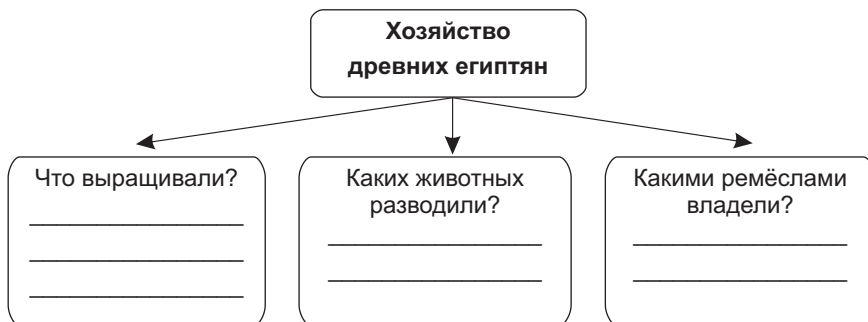 Хозяйство
древних египтян
Что выращивали?
Каких животных
разводили?
Какими ремёслами
владели?